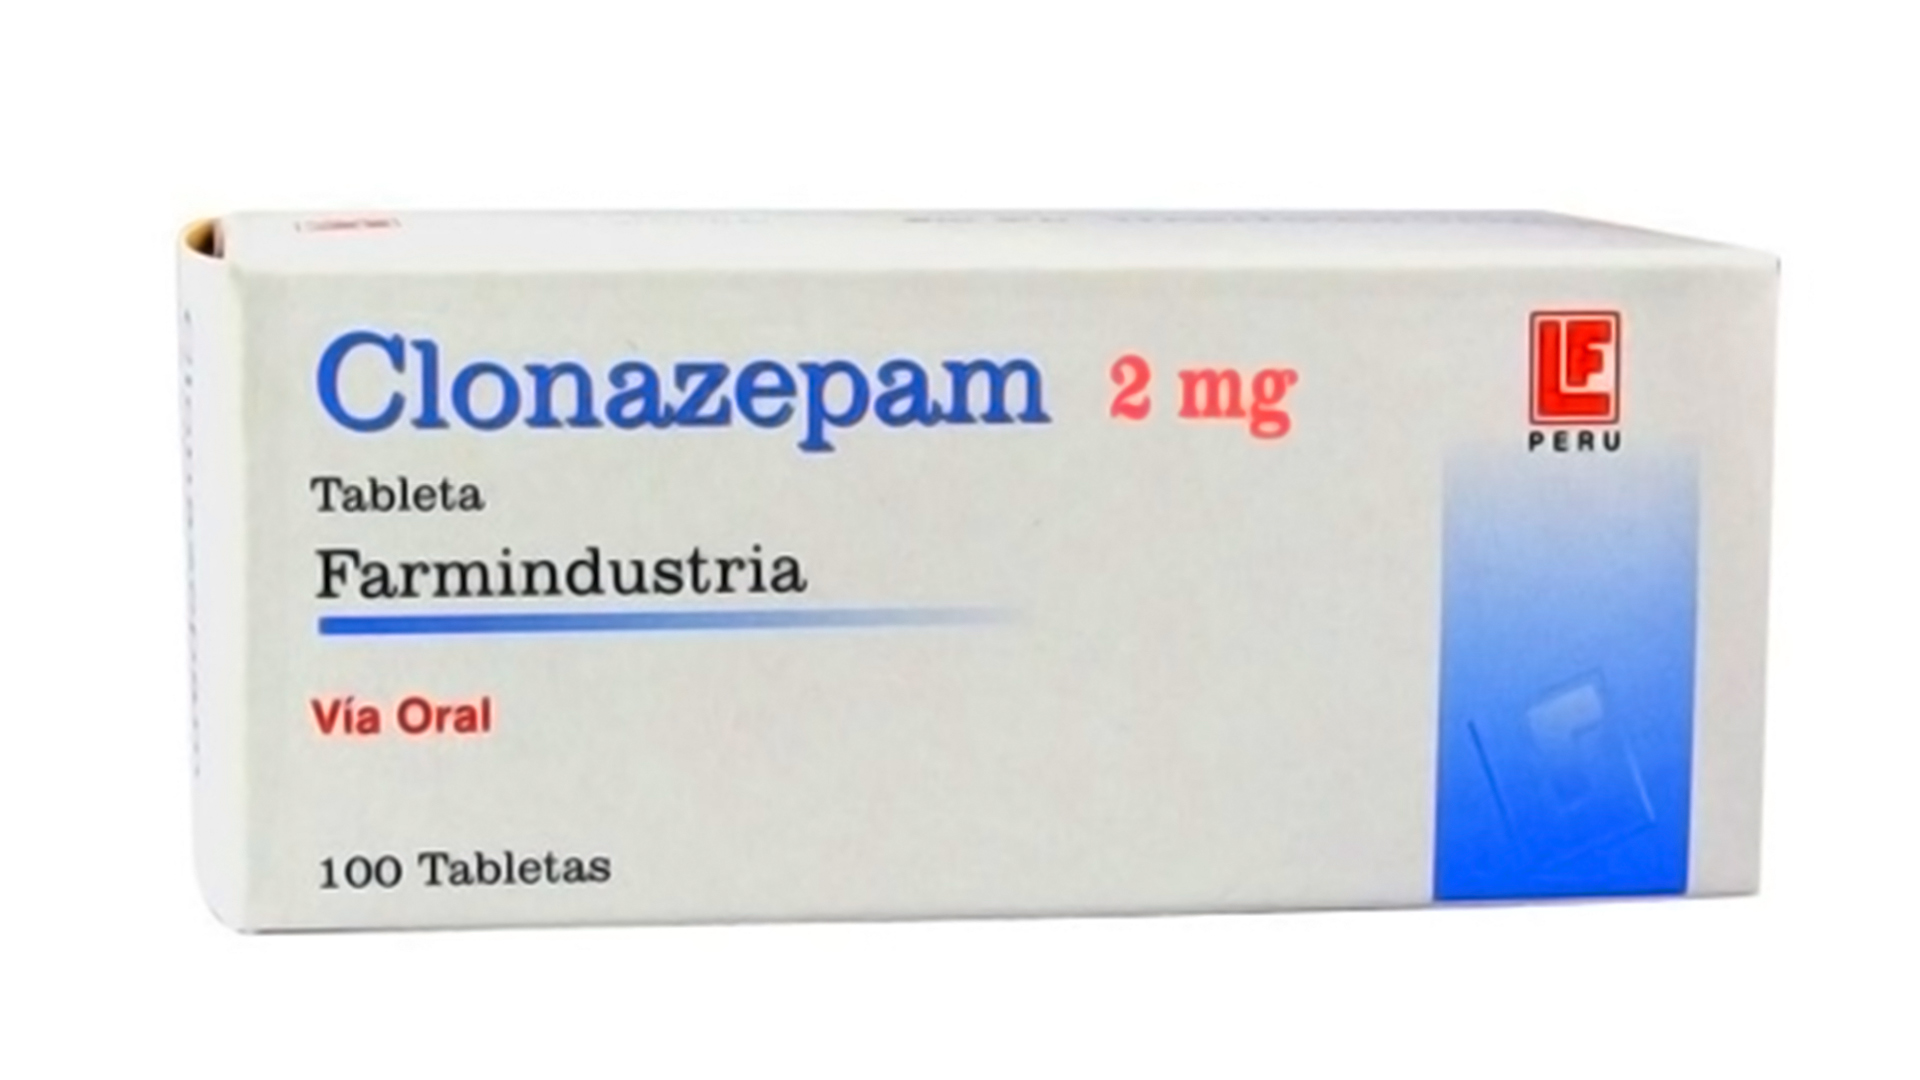 Clonazepam 2 mg
LF
PERU
Tableta
Farmindustria
Vía Oral
100 Tabletas